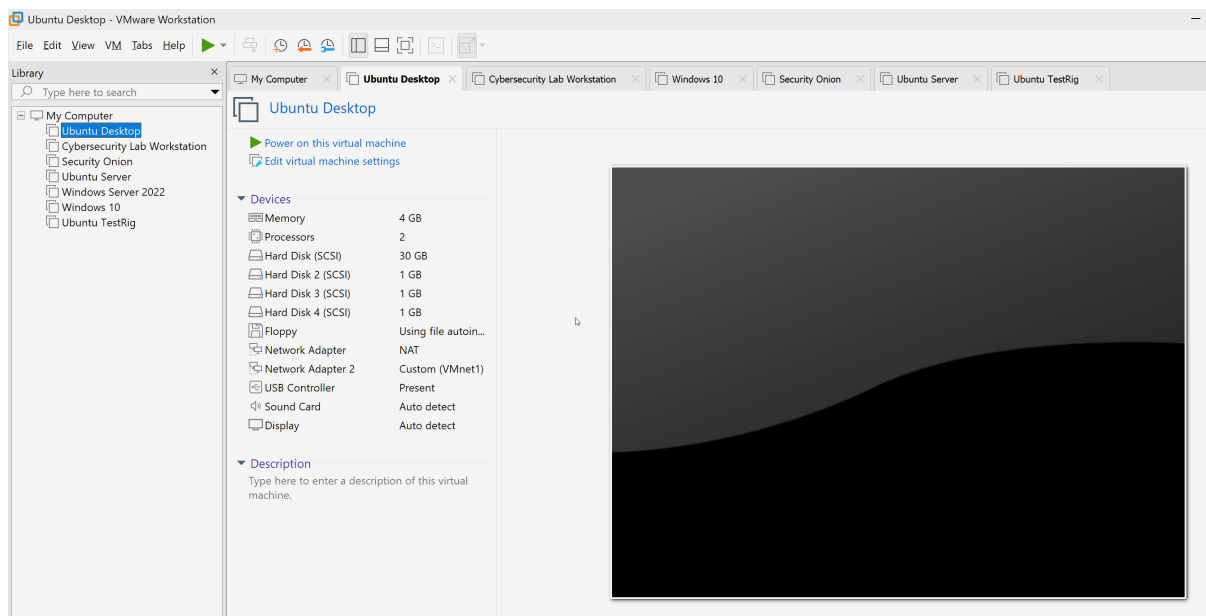 Ubuntu Desktop - VMware Workstation
File Edit View VM Tabs Help
Library
Type here to search
My Computer
Ubuntu Desktop
Cybersecurity Lab Workstation
Security Onion
Ubuntu Server
Windows Server 2022
Windows 10
Ubuntu TestRig
My Computer Ubuntu Desktop Cybersecurity Lab Workstation Windows 10 Security Onion Ubuntu Server Ubuntu TestRig
Ubuntu Desktop
Power on this virtual machine
Edit virtual machine settings
Devices
Memory 4 GB
Processors 2
Hard Disk (SCSI) 30 GB
Hard Disk 2 (SCSI) 1 GB
Hard Disk 3 (SCSI) 1 GB
Hard Disk 4 (SCSI) 1 GB
Floppy Using file autoin...
Network Adapter NAT
Network Adapter 2 Custom (VMnet1)
USB Controller Present
Sound Card Auto detect
Display Auto detect
Description
Type here to enter a description of this virtual
machine.